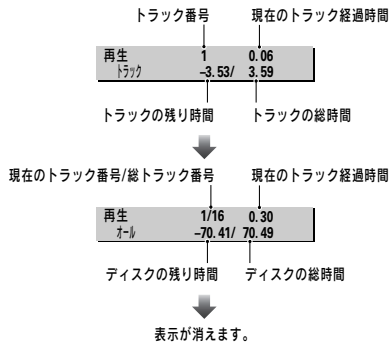 トラック番号 現在のトラック経過時間
再生 1 0.06
トラック -3.53/ 3.59
トラックの残り時間 トラックの総時間
現在のトラック番号/総トラック番号 現在のトラック経過時間
再生 1/16 0.30
オール -70.41/ 70.49
ディスクの残り時間 ディスクの総時間
表示が消えます。